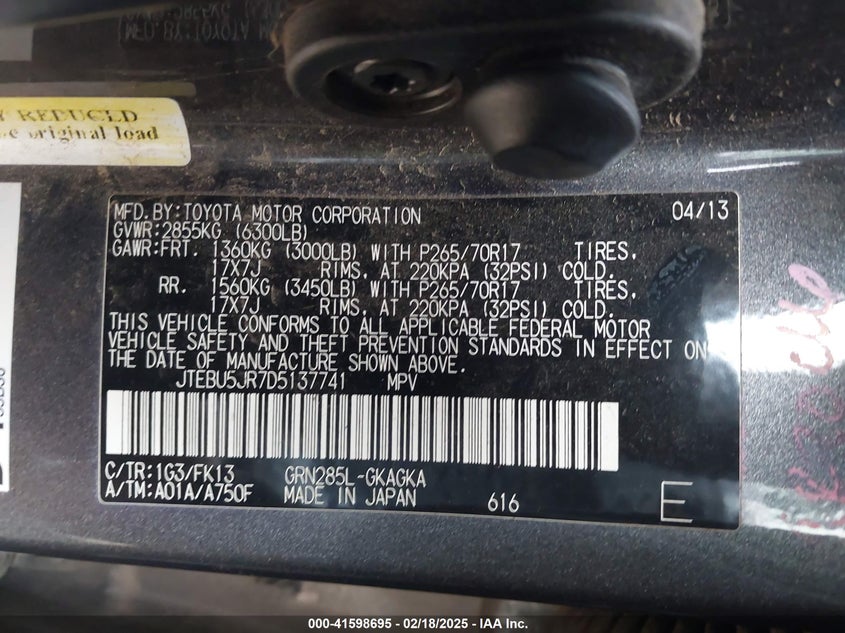 MFD. BY: TOYOTA M
Y REDUCED
original load
MFD.BY:TOYOTA MOTOR CORPORATION 04/13
GVWR:2855KG (6300LB)
GAWR:FRT. 1360KG (3000LB) WITH P265/70R17 TIRES,
17X7J RIMS, AT 220KPA (32PSI) COLD.
RR. 1560KG (3450LB) WITH P265/70R17 TIRES,
17X7J RIMS, AT 220KPA (32PSI) COLD.
THIS VEHICLE CONFORMS TO ALL APPLICABLE FEDERAL MOTOR
VEHICLE SAFETY AND THEFT PREVENTION STANDARDS IN EFFECT ON
THE DATE OF MANUFACTURE SHOWN ABOVE.
JTEBU5JR7D5137741 MPV
C/TR:1G3/FK13 GRN285L-GKAGKA
A/TM:A01A/A750F MADE IN JAPAN 616 E
000-41598695 - 02/18/2025 - IAA Inc.